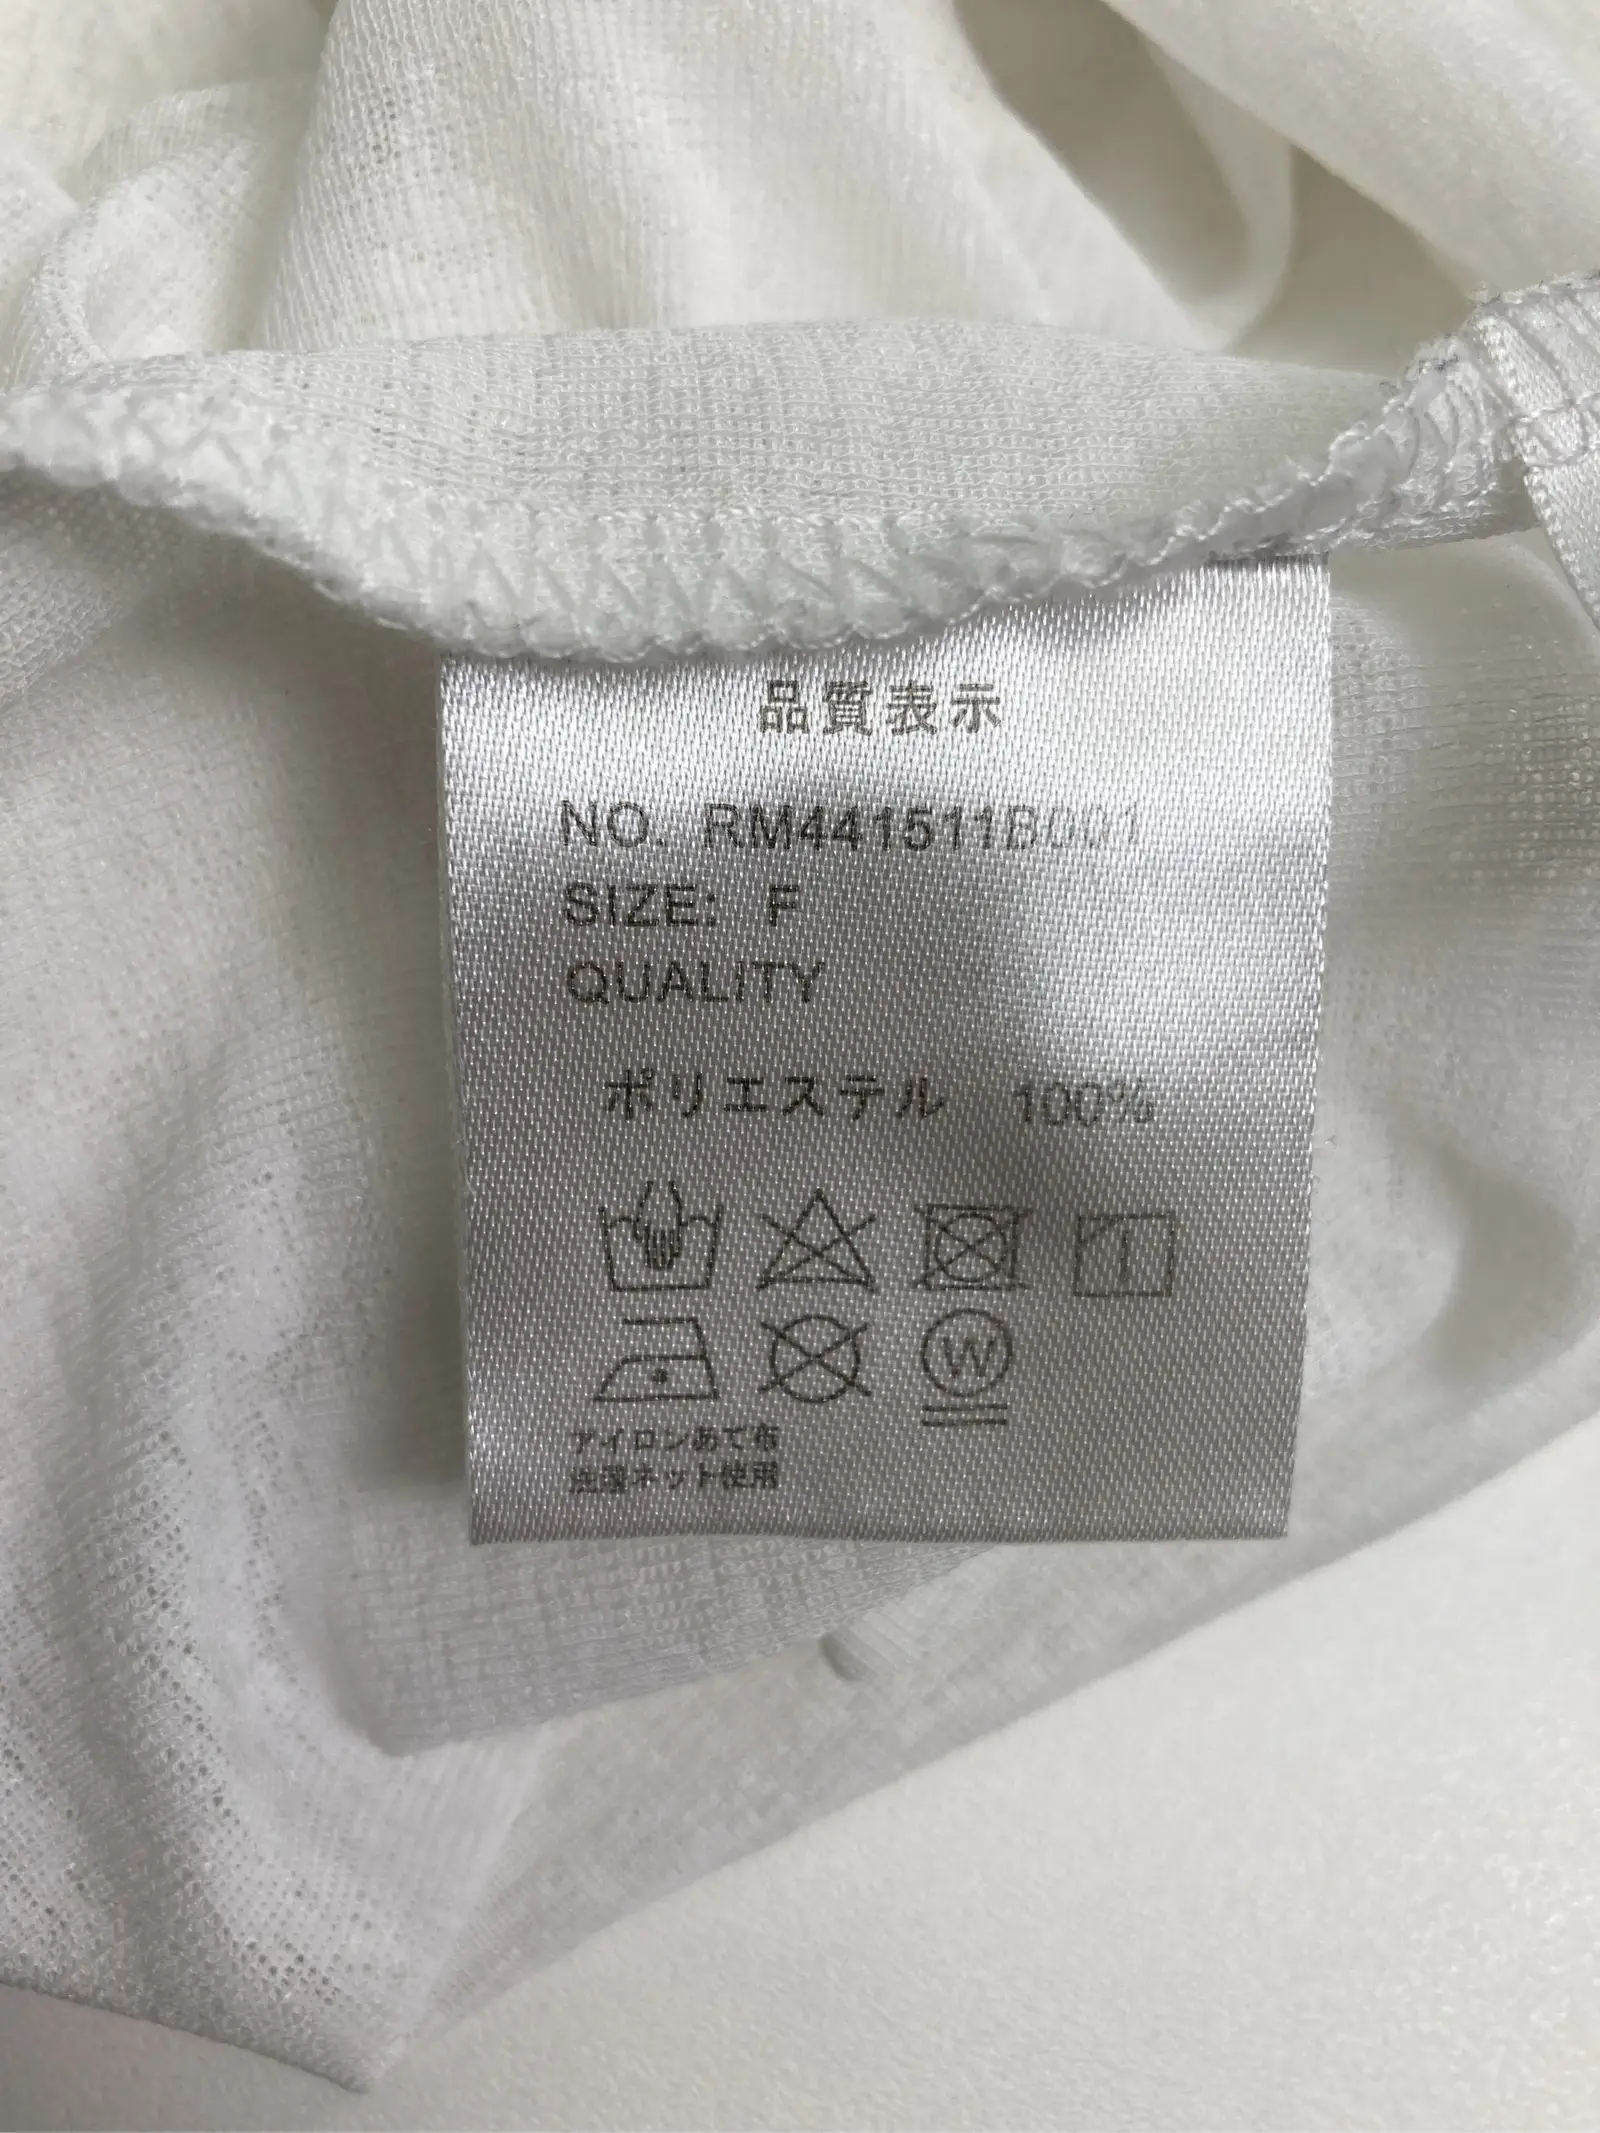 品質表示
NO. RM441511B001
SIZE: F
QUALITY
ポリエステル 100%
W
アイロンあて布
洗濯ネット使用